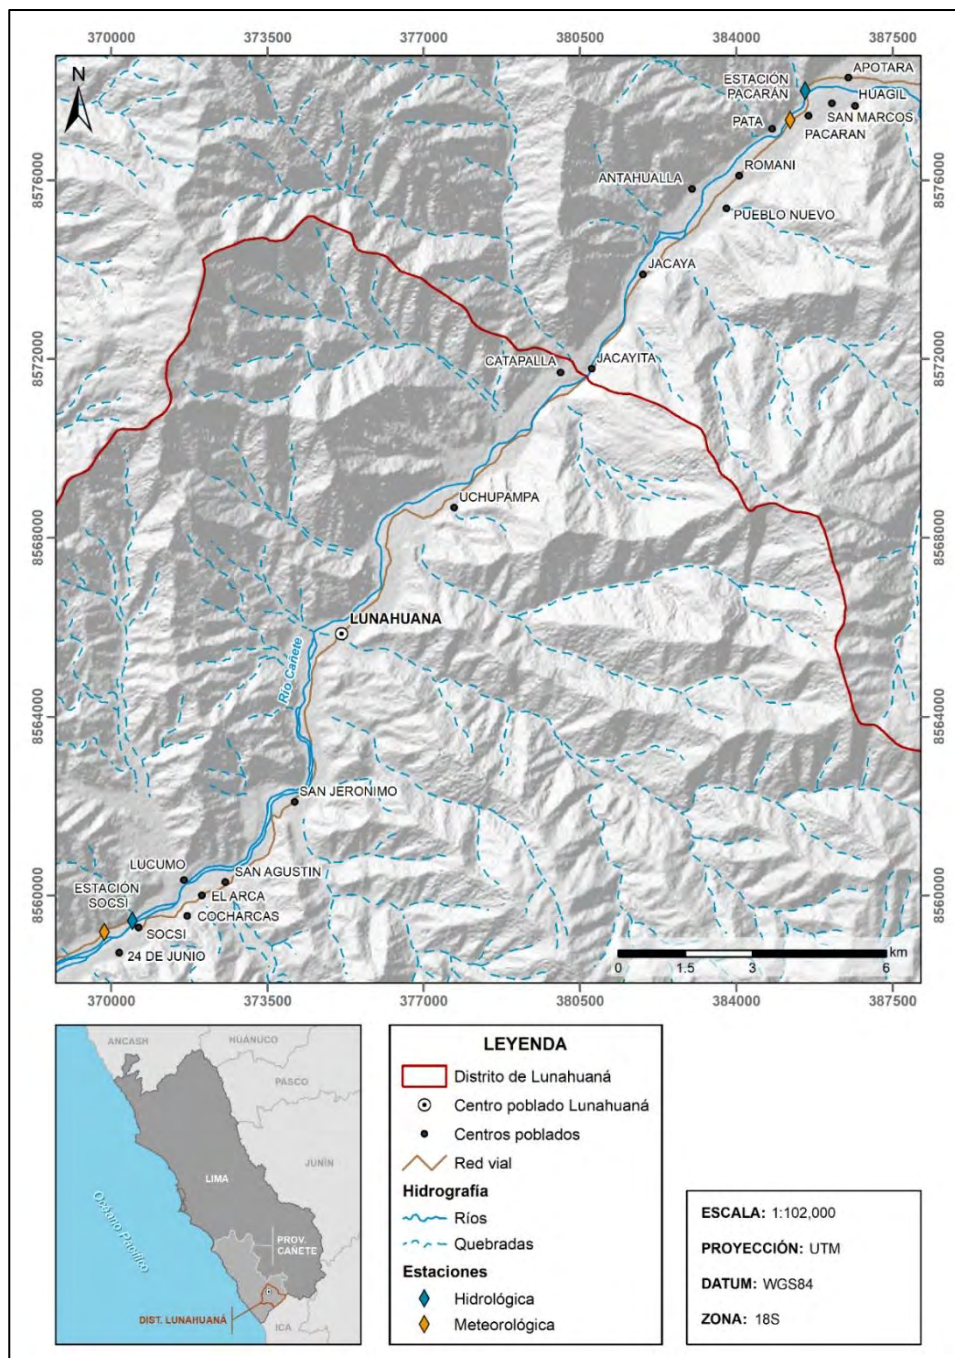 370000 373500 377000 380500 384000 387500
N
APOTARA
ESTACIÓN
PACARÁN
HUAGIL
SAN MARCOS
PATA
PACARAN
8576000
8576000
ROMANI
ANTAHUALLA
PUEBLO NUEVO
JACAYA
8572000
8572000
CATAPALLA
JACAYITA
UCHUPAMPA
8568000
8568000
LUNAHUANA
Río Cañete
8564000
8564000
SAN JERONIMO
LUCUMO
SAN AGUSTIN
ESTACIÓN
SOCSI
EL ARCA
8560000
8560000
COCHARCAS
SOCSI
24 DE JUNIO
km
0 1.5 3 6
370000 373500 377000 380500 384000 387500
ANCASH
HUÁNUCO
PASCO
JUNÍN
LIMA
Océano Pacífico
PROV.
CAÑETE
DIST. LUNAHUANÁ
ICA
LEYENDA
Distrito de Lunahuaná
Centro poblado Lunahuaná
Centros poblados
Red vial
Hidrografía
Ríos
Quebradas
Estaciones
Hidrológica
Meteorológica
ESCALA: 1:102,000
PROYECCIÓN: UTM
DATUM: WGS84
ZONA: 18S